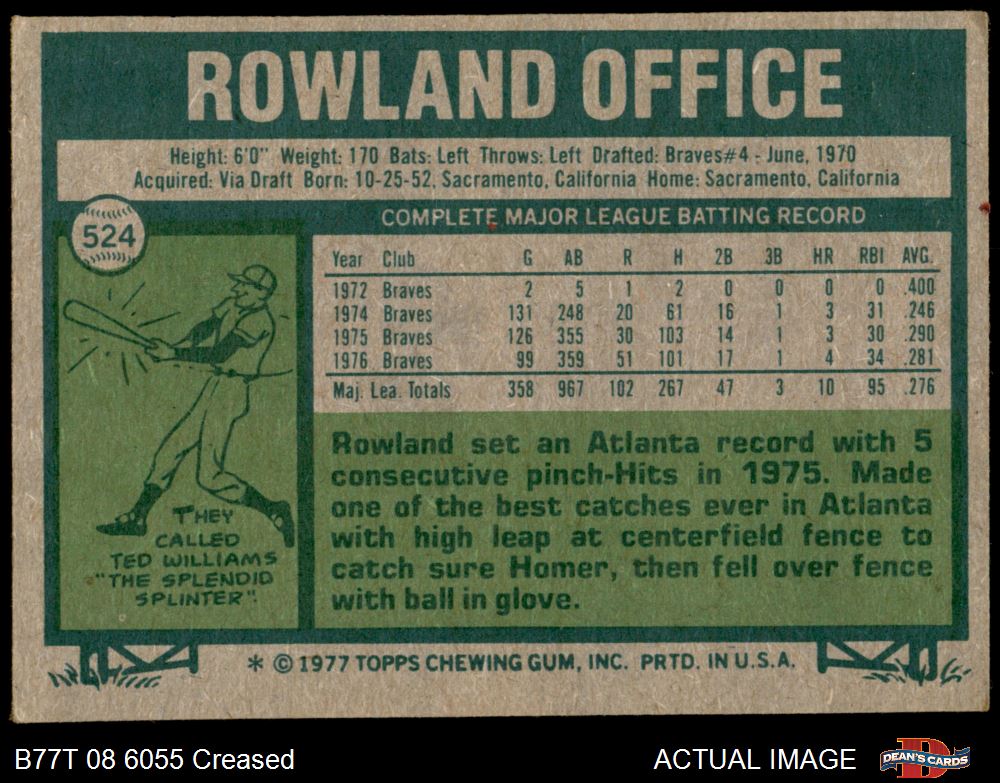 ROWLAND OFFICE
Height: 6'0" Weight: 170 Bats: Left Throws: Left Drafted: Braves#4 - June, 1970
Acquired: Via Draft Born: 10-25-52, Sacramento, California Home: Sacramento, California
524
COMPLETE MAJOR LEAGUE BATTING RECORD
Year Club G AB R H 2B 3B HR RBI AVG.
1972 Braves 2 5 1 2 0 0 0 0 .400
1974 Braves 131 248 20 61 16 1 3 31 .246
1975 Braves 126 355 30 103 14 1 3 30 .290
1976 Braves 99 359 51 101 17 1 4 34 .281
Maj. Lea. Totals 358 967 102 267 47 3 10 95 .276
THEY
CALLED
TED WILLIAMS
"THE SPLENDID
SPLINTER".
Rowland set an Atlanta record with 5
consecutive pinch-Hits in 1975. Made
one of the best catches ever in Atlanta
with high leap at centerfield fence to
catch sure Homer, then fell over fence
with ball in glove.
* © 1977 TOPPS CHEWING GUM, INC. PRTD. IN U.S.A.
B77T 08 6055 Creased
ACTUAL IMAGE
D
DEAN'S CARDS